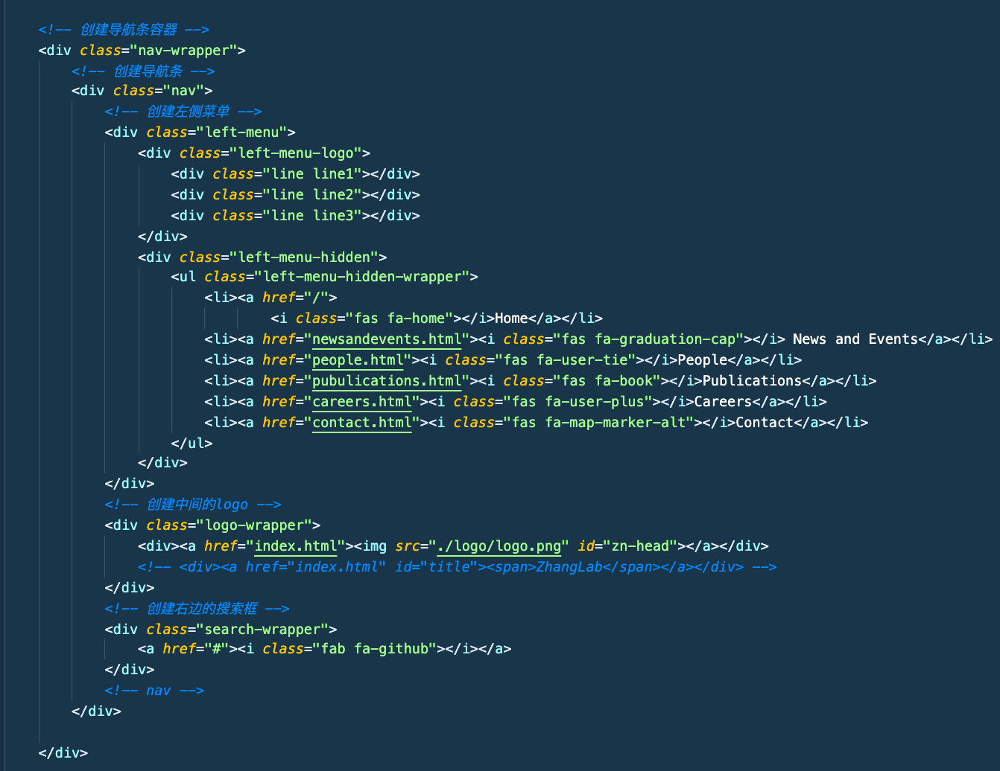 <!-- 创建导航条容器 -->
<div class="nav-wrapper">
<!-- 创建导航条 -->
<div class="nav">
<!-- 创建左侧菜单 -->
<div class="left-menu">
<div class="left-menu-logo">
<div class="line line1"></div>
<div class="line line2"></div>
<div class="line line3"></div>
</div>
<div class="left-menu-hidden">
<ul class="left-menu-hidden-wrapper">
<li><a href="/">
<i class="fas fa-home"></i>Home</a></li>
<li><a href="newsandevents.html"><i class="fas fa-graduation-cap"></i> News and Events</a></li>
<li><a href="people.html"><i class="fas fa-user-tie"></i>People</a></li>
<li><a href="pubulications.html"><i class="fas fa-book"></i>Publications</a></li>
<li><a href="careers.html"><i class="fas fa-user-plus"></i>Careers</a></li>
<li><a href="contact.html"><i class="fas fa-map-marker-alt"></i>Contact</a></li>
</ul>
</div>
</div>
<!-- 创建中间的logo -->
<div class="logo-wrapper">
<div><a href="index.html"><img src="./logo/logo.png" id="zn-head"></a></div>
<!-- <div><a href="index.html" id="title"><span>ZhangLab</span></a></div> -->
</div>
<!-- 创建右边的搜索框 -->
<div class="search-wrapper">
<a href="#"><i class="fab fa-github"></i></a>
</div>
<!-- nav -->
</div>
</div>